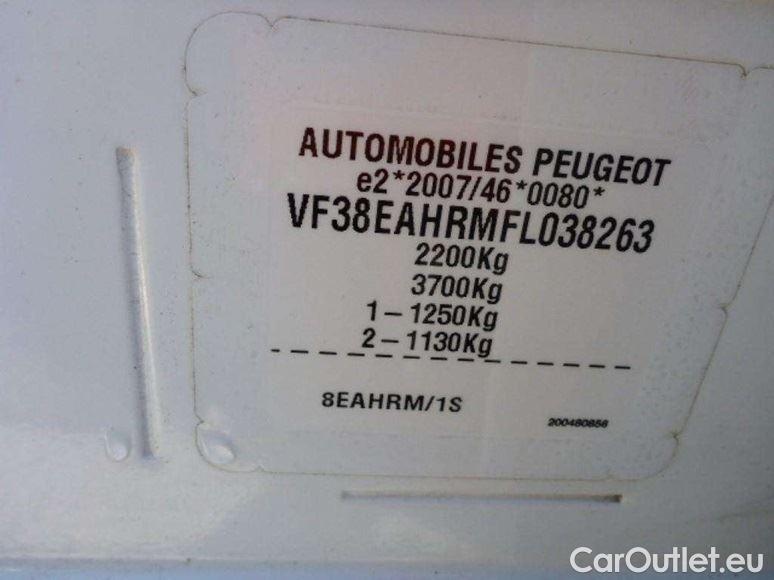 AUTOMOBILES PEUGEOT
e2*2007/46*0080*
VF38EAHRMFL038263
2200Kg
3700Kg
1-1250Kg
2-1130Kg
8EAHRM/1S
200480856
CarOutlet.eu